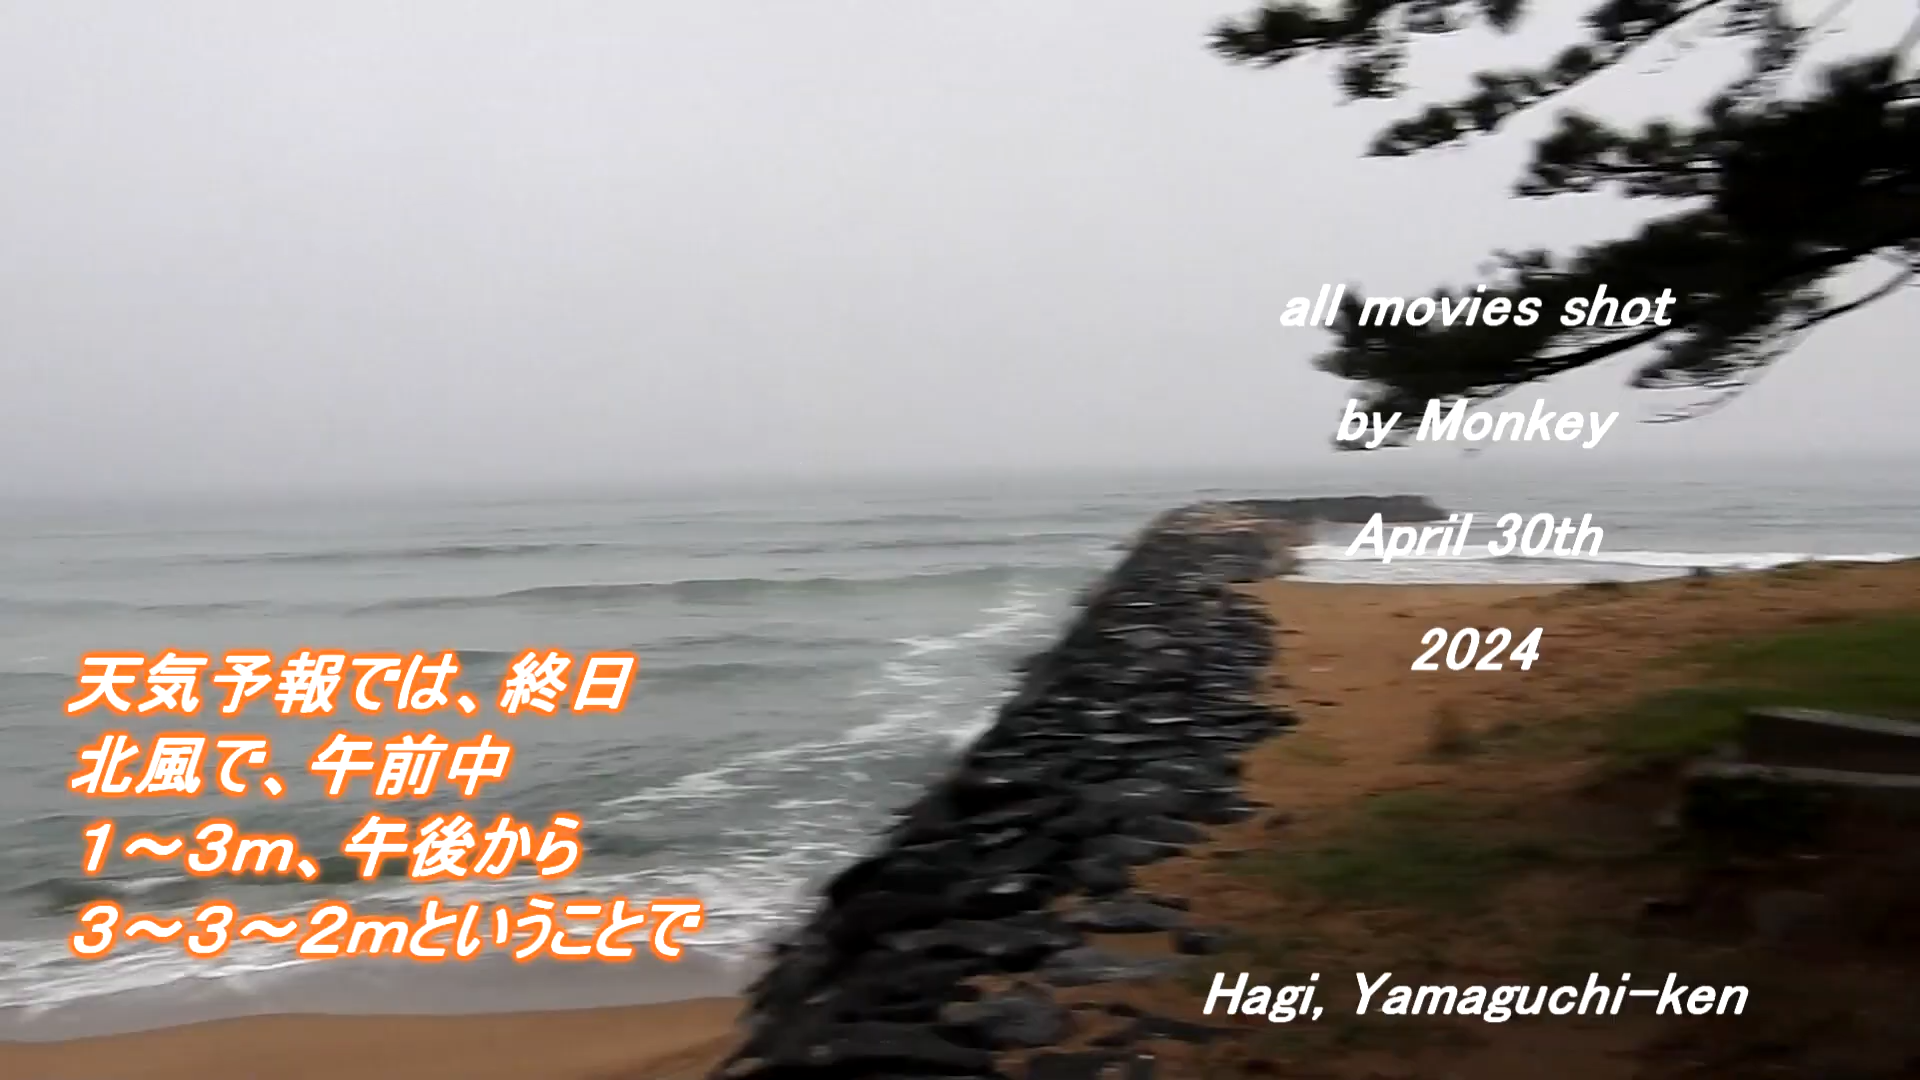 all movies shot
by Monkey
April 30th
2024
天気予報では、終日
北風で、午前中
１～３ｍ、午後から
３～３～２ｍということで
Hagi, Yamaguchi-ken